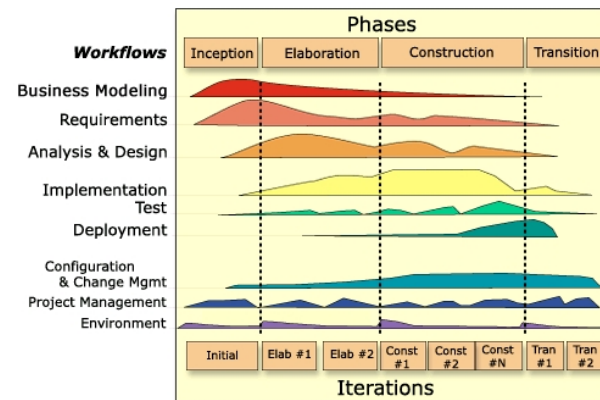 Phases
Workflows
Inception
Elaboration
Construction
Transition
Business Modeling
Requirements
Analysis & Design
Implementation
Test
Deployment
Configuration
& Change Mgmt
Project Management
Environment
Initial
Elab #1
Elab #2
Const
#1
Const
#2
Const
#N
Tran
#1
Tran
#2
Iterations